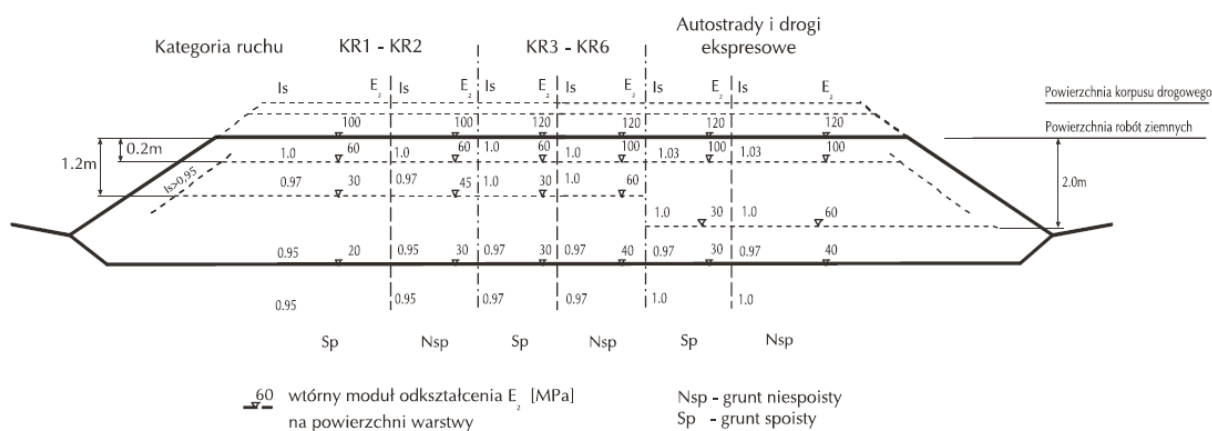 Kategoria ruchu KR1 - KR2 KR3 - KR6 Autostrady i drogi
ekspresowe
Is E₂ Is E₂ Is E₂ Is E₂ Is E₂ Is E₂
Powierzchnia korpusu drogowego
100 100 120 120 120 120
Powierzchnia robót ziemnych
0.2m 1.0 60 1.0 60 1.0 60 1.0 100 1.03 100 1.03 100
1.2m Is>0,95 0.97 30 0.97 45 1.0 30 1.0 60 2.0m
1.0 30 1.0 60
0.95 20 0.95 30 0.97 30 0.97 40 0.97 30 0.97 40
0.95 0.95 0.97 0.97 1.0 1.0
Sp Nsp Sp Nsp Sp Nsp
60 wtórny moduł odkształcenia E₂ [MPa]
na powierzchni warstwy
Nsp - grunt niespoisty
Sp - grunt spoisty